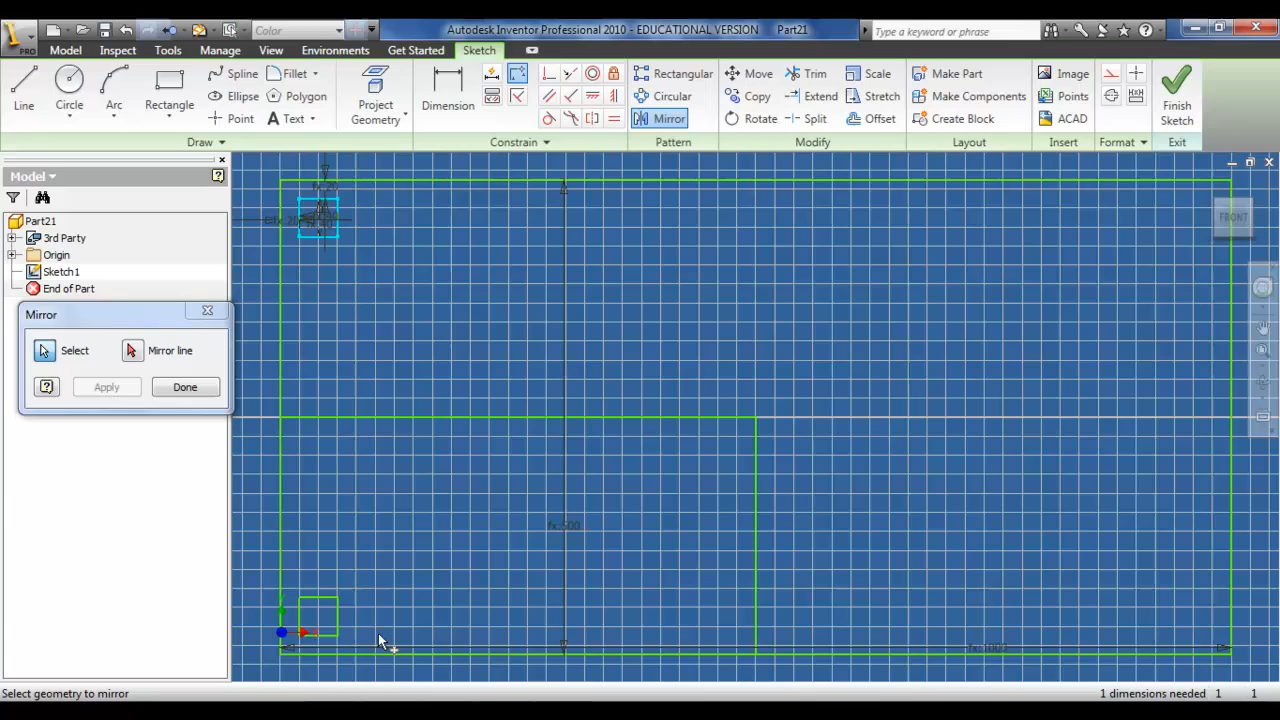 Color
Autodesk Inventor Professional 2010 - EDUCATIONAL VERSION Part21
Type a keyword or phrase
PRO
Model Inspect Tools Manage View Environments Get Started Sketch
Line
Circle
Arc
Rectangle
Spline
Ellipse
Point
Fillet
Polygon
Text
Project
Geometry
Draw
Dimension
Constrain
Rectangular
Circular
Mirror
Pattern
Move
Copy
Rotate
Trim
Extend
Split
Scale
Stretch
Offset
Modify
Make Part
Make Components
Create Block
Layout
Image
Points
ACAD
Insert
Format
Finish
Sketch
Exit
Model
Part21
3rd Party
Origin
Sketch1
End of Part
Mirror
Select Mirror line
Apply Done
fx:20
FRONT
Select geometry to mirror
1 dimensions needed 1 1